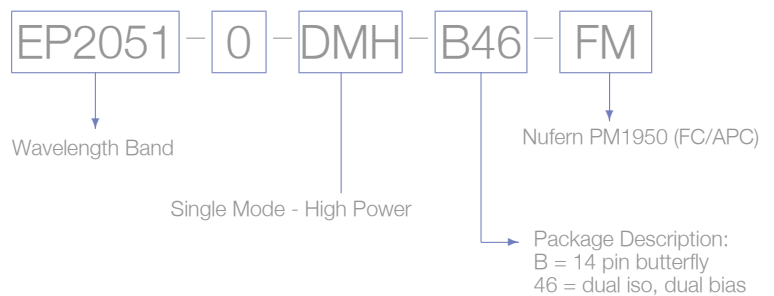 EP2051 - 0 - DMH - B46 - FM
Wavelength Band
Nufern PM1950 (FC/APC)
Single Mode - High Power
Package Description:
B = 14 pin butterfly
46 = dual iso, dual bias